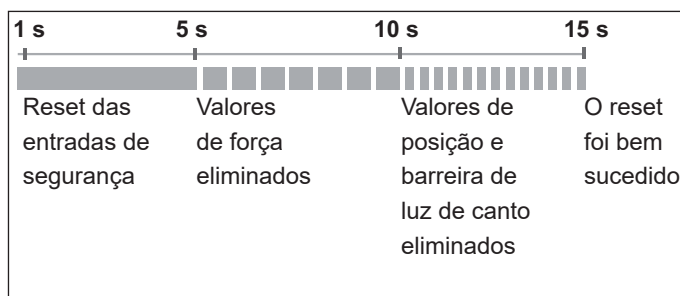 1 s 5 s 10 s 15 s
Reset das
entradas de
segurança
Valores
de força
eliminados
Valores de
posição e
barreira de
luz de canto
eliminados
O reset
foi bem
sucedido